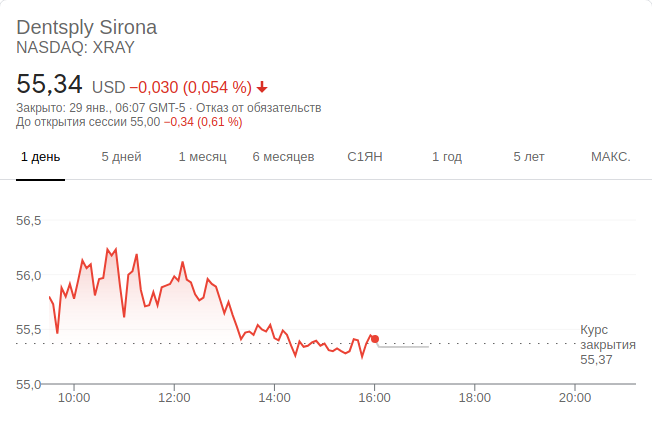 Dentsply Sirona
NASDAQ: XRAY
55,34 USD −0,030 (0,054 %)
Закрыто: 29 янв., 06:07 GMT-5 · Отказ от обязательств
До открытия сессии 55,00 −0,34 (0,61 %)
1 день 5 дней 1 месяц 6 месяцев С1ЯН 1 год 5 лет МАКС.
56,5
56,0
55,5
Курс
закрытия
55,37
55,0
10:00 12:00 14:00 16:00 18:00 20:00